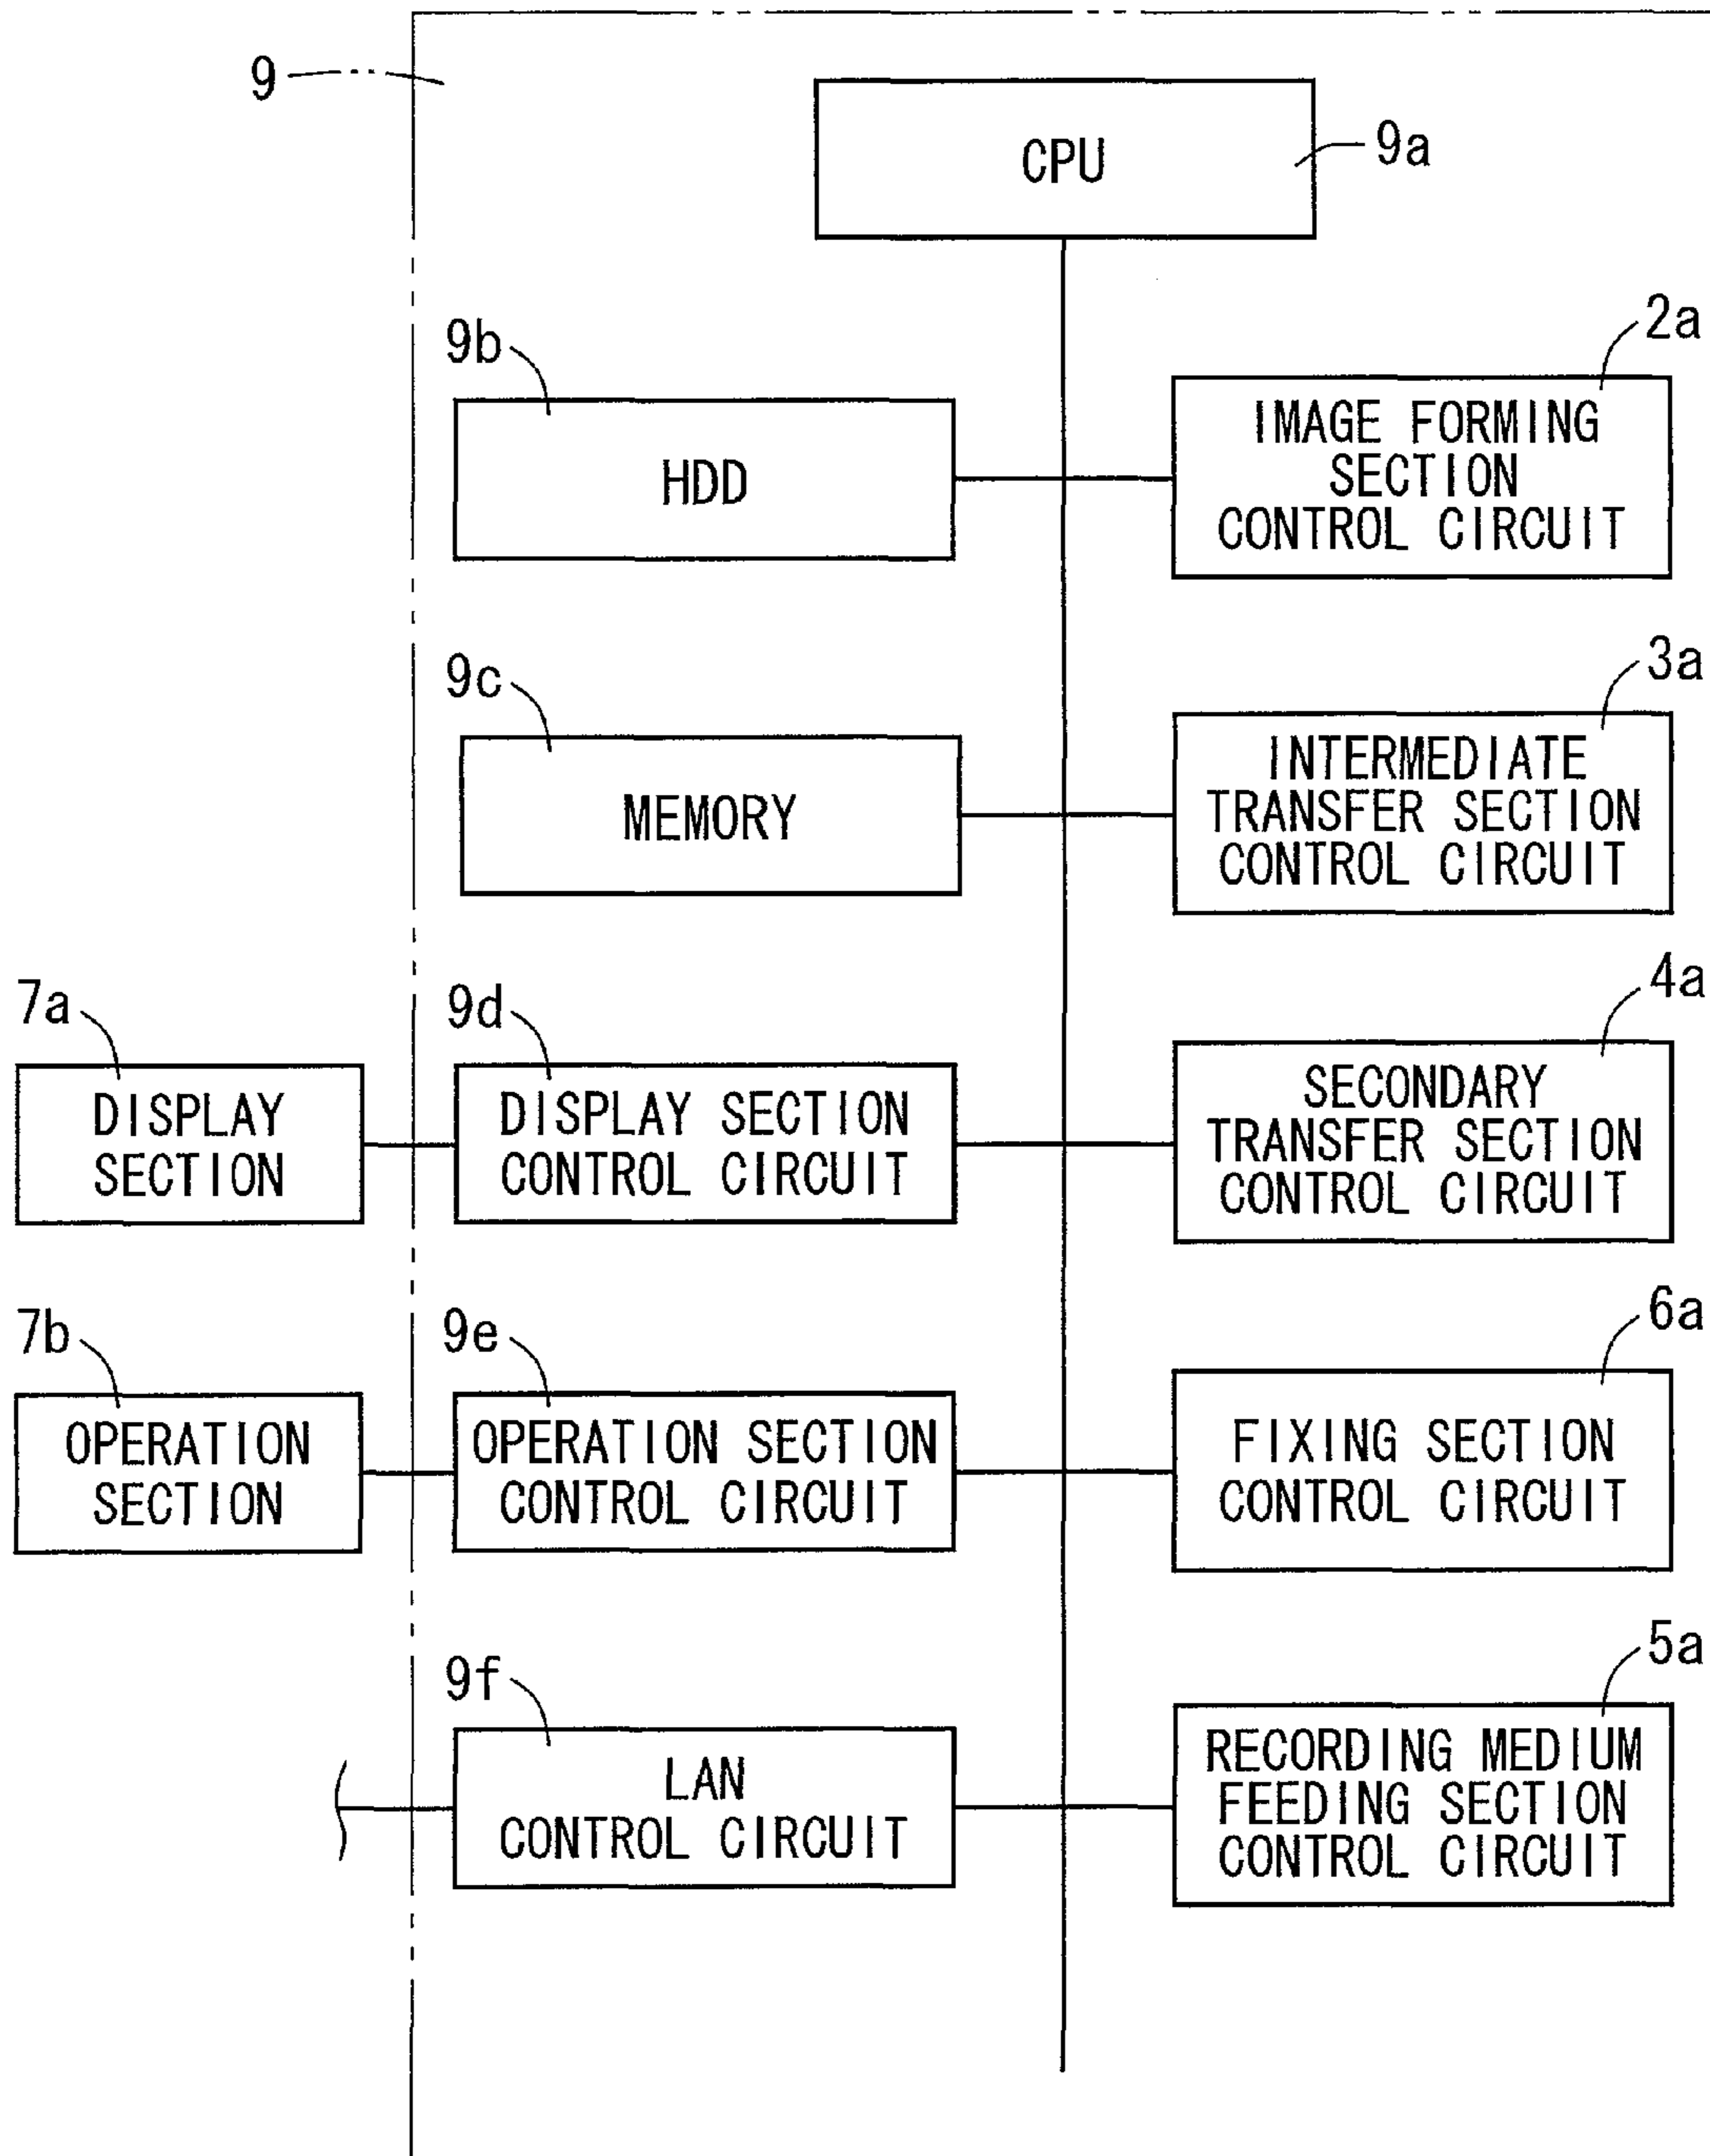 9
CPU
9a
9b
HDD
2a
IMAGE FORMING
SECTION
CONTROL CIRCUIT
9c
MEMORY
3a
INTERMEDIATE
TRANSFER SECTION
CONTROL CIRCUIT
7a
DISPLAY
SECTION
9d
DISPLAY SECTION
CONTROL CIRCUIT
4a
SECONDARY
TRANSFER SECTION
CONTROL CIRCUIT
7b
OPERATION
SECTION
9e
OPERATION SECTION
CONTROL CIRCUIT
6a
FIXING SECTION
CONTROL CIRCUIT
9f
LAN
CONTROL CIRCUIT
5a
RECORDING MEDIUM
FEEDING SECTION
CONTROL CIRCUIT